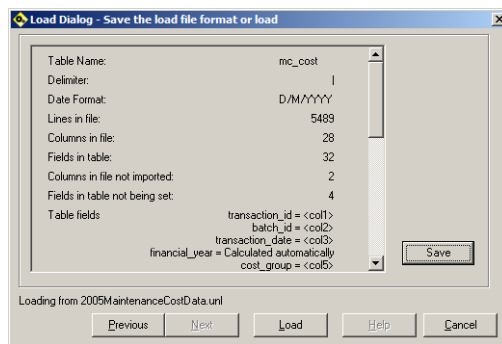 Load Dialog - Save the load file format or load
Table Name: mc_cost
Delimiter: |
Date Format: D/M/YYYY
Lines in file: 5489
Columns in file: 28
Fields in table: 32
Columns in file not imported: 2
Fields in table not being set: 4
Table fields transaction_id = <col1>
batch_id = <col2>
transaction_date = <col3>
financial_year = Calculated automatically
cost_group = <col5>
Save
Loading from 2005MaintenanceCostData.unl
Previous Next Load Help Cancel